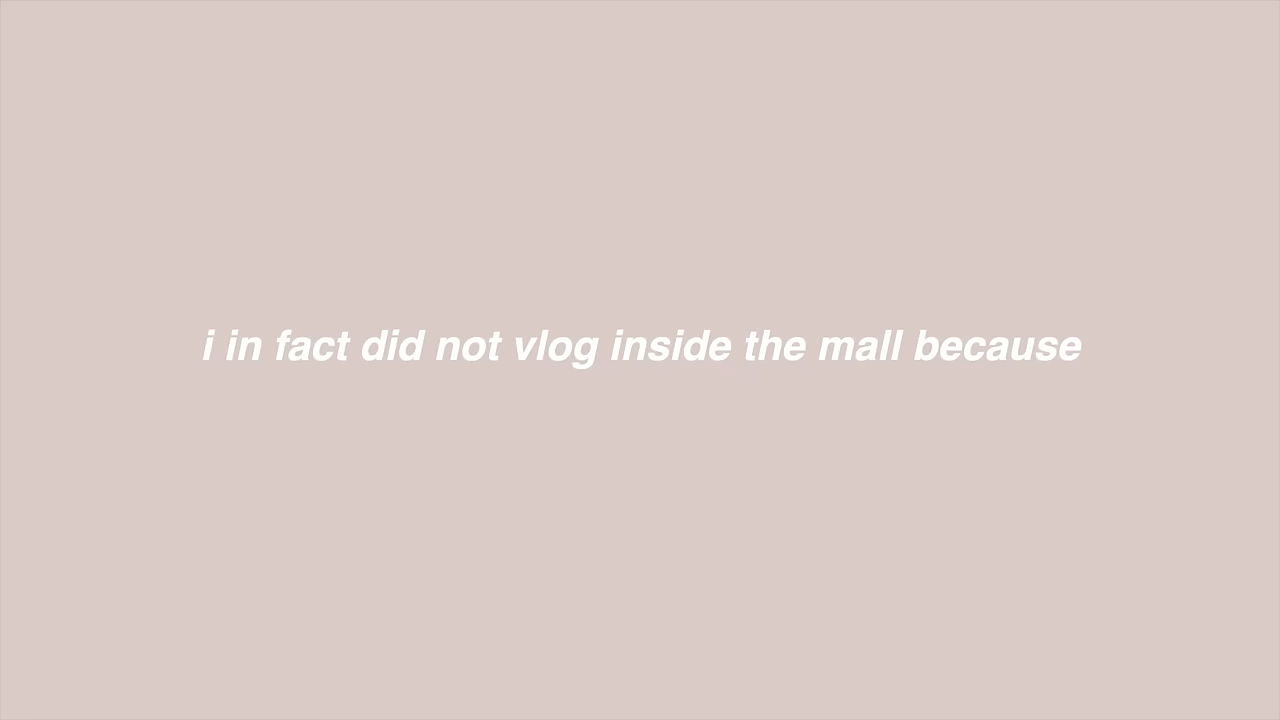 i in fact did not vlog inside the mall because